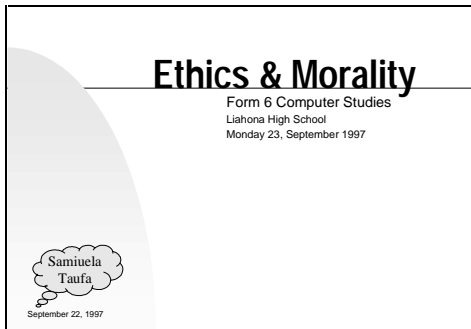 Ethics & Morality
Form 6 Computer Studies
Liahona High School
Monday 23, September 1997
Samiuela
Taufa
September 22, 1997